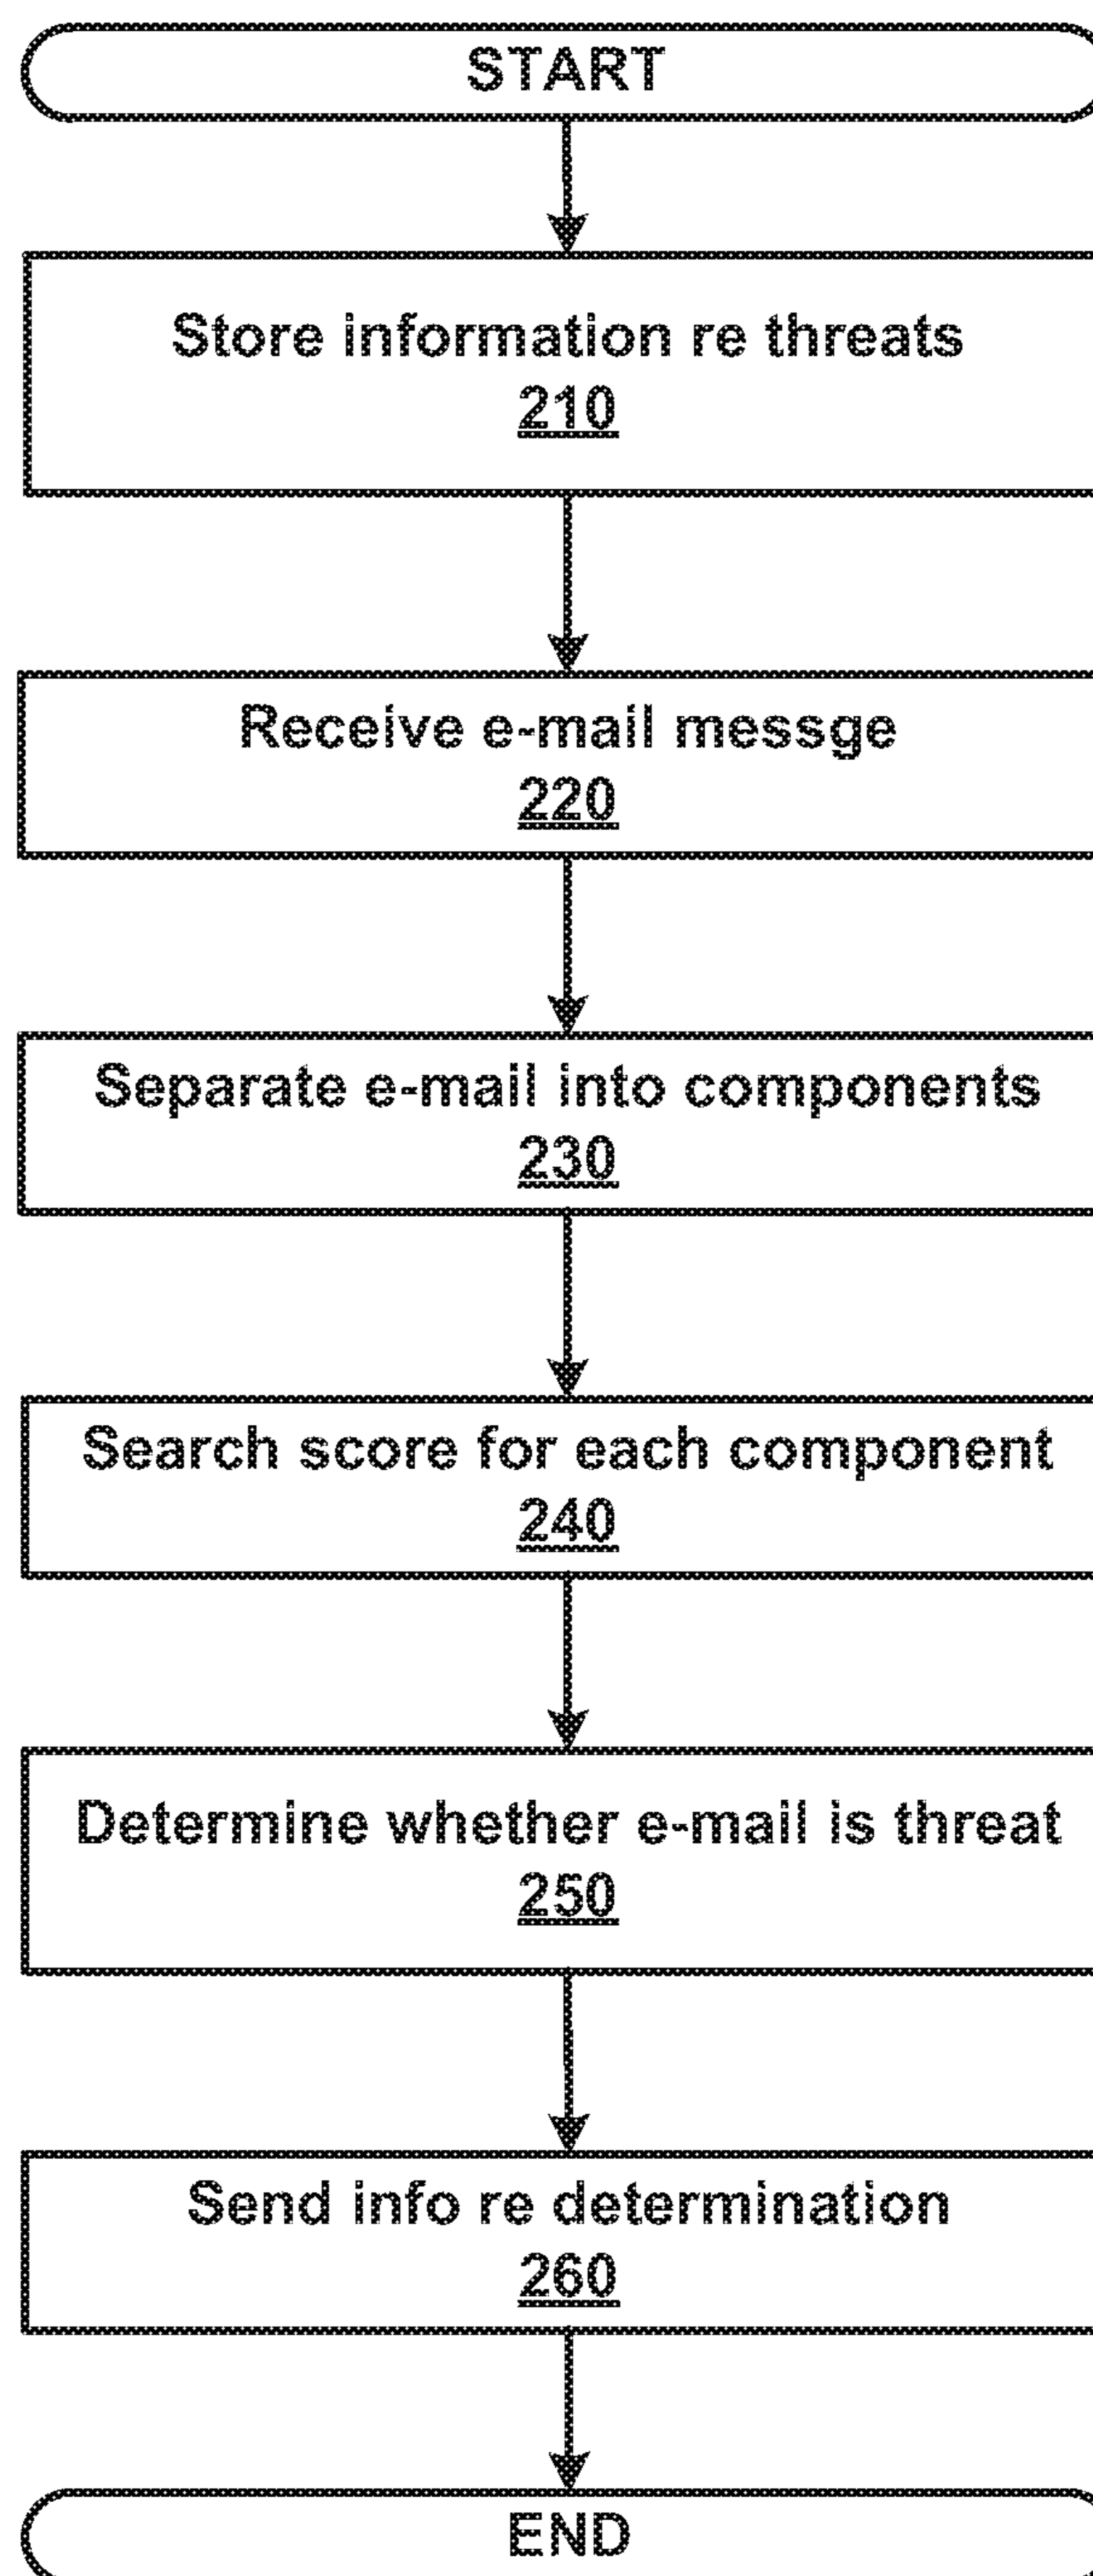 START
Store information re threats
210
Receive e-mail messge
220
Separate e-mail into components
230
Search score for each component
240
Determine whether e-mail is threat
250
Send info re determination
260
END